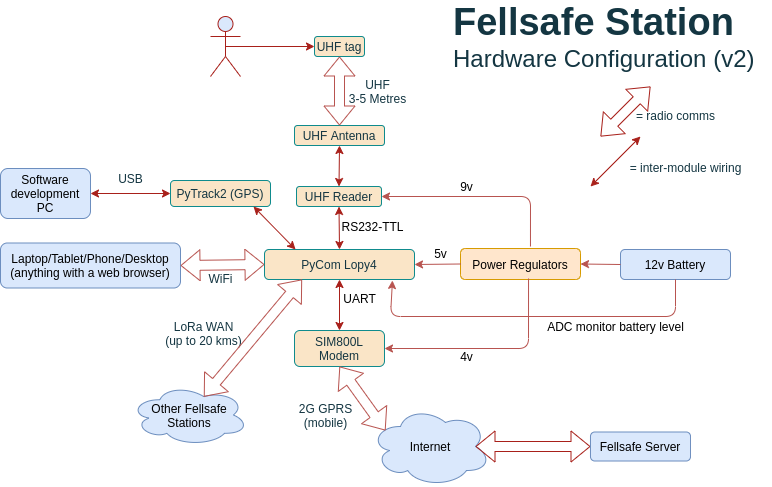 Fellsafe Station
Hardware Configuration (v2)
UHF tag
UHF
3-5 Metres
= radio comms
UHF Antenna
= inter-module wiring
Software
development
PC
USB
PyTrack2 (GPS)
UHF Reader
9v
RS232-TTL
Laptop/Tablet/Phone/Desktop
(anything with a web browser)
WiFi
PyCom Lopy4
5v
Power Regulators
12v Battery
UART
LoRa WAN
(up to 20 kms)
ADC monitor battery level
SIM800L
Modem
4v
Other Fellsafe
Stations
2G GPRS
(mobile)
Internet
Fellsafe Server